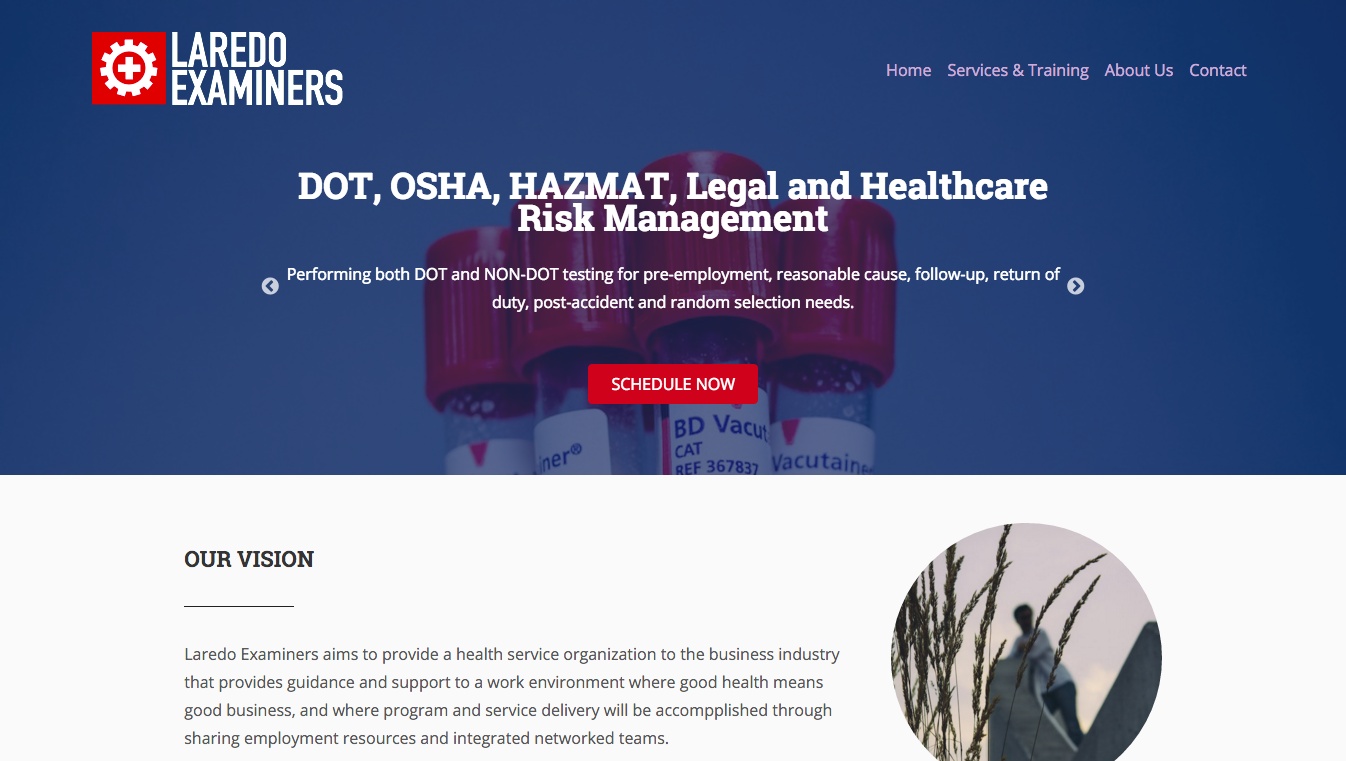 LAREDO
EXAMINERS
Home Services & Training About Us Contact
DOT, OSHA, HAZMAT, Legal and Healthcare
Risk Management
Performing both DOT and NON-DOT testing for pre-employment, reasonable cause, follow-up, return of
duty, post-accident and random selection needs.
SCHEDULE NOW
iner®
BD Vacut
CAT
REF 367837
Vacutaine
OUR VISION
Laredo Examiners aims to provide a health service organization to the business industry
that provides guidance and support to a work environment where good health means
good business, and where program and service delivery will be accompplished through
sharing employment resources and integrated networked teams.